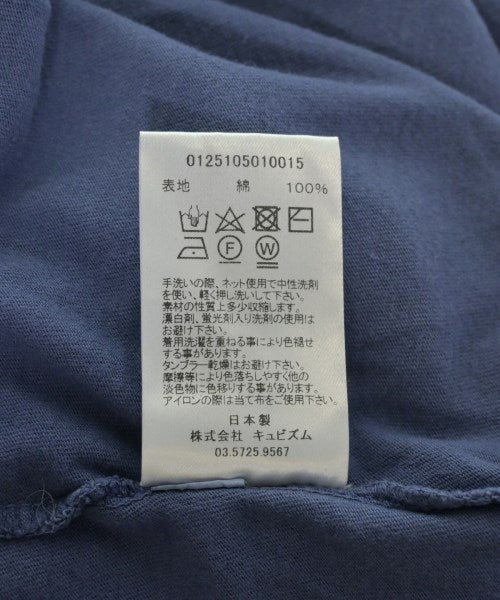 0125105010015
表地 綿 100%
F W
手洗いの際、ネット使用で中性洗剤
を使い、軽く押し洗いして下さい。
素材の性質上多少収縮します。
漂白剤、蛍光剤入り洗剤の使用は
お避け下さい。
着用洗濯を重ねる事により色褪せ
する事があります。
タンブラー乾燥はお避け下さい。
摩擦等により色落ちしやすく他の
淡色物に色移りする事があります。
アイロンの際は当て布をご使用下さい。
日本製
株式会社 キュビズム
03.5725.9567